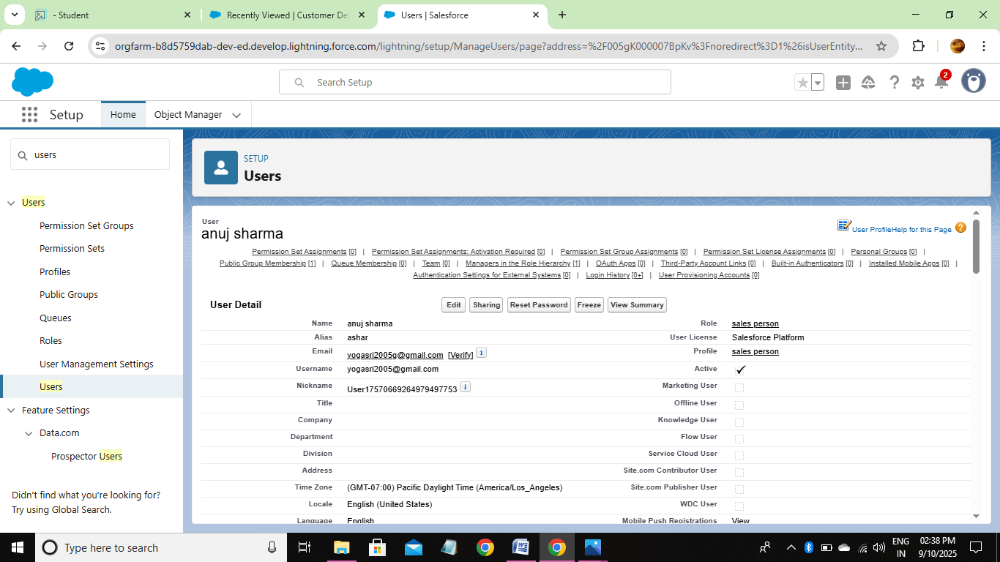 - Student
Recently Viewed | Customer De
Users | Salesforce
orgfarm-b8d5759dab-dev-ed.develop.lightning.force.com/lightning/setup/ManageUsers/page?address=%2F005gK000007BpKv%3Fnoredirect%3D1%26isUserEntity...
Search Setup
2
Setup
Home
Object Manager
users
Users
Permission Set Groups
Permission Sets
Profiles
Public Groups
Queues
Roles
User Management Settings
Users
Feature Settings
Data.com
Prospector Users
Didn't find what you're looking for?
Try using Global Search.
SETUP
Users
User
anuj sharma
User Profile Help for this Page ?
Permission Set Assignments [0] | Permission Set Assignments: Activation Required [0] | Permission Set Group Assignments [0] | Permission Set License Assignments [0] | Personal Groups [0] |
Public Group Membership [1] | Queue Membership [0] | Team [0] | Managers in the Role Hierarchy [1] | OAuth Apps [0] | Third-Party Account Links [0] | Built-in Authenticators [0] | Installed Mobile Apps [0] |
Authentication Settings for External Systems [0] | Login History [0+] | User Provisioning Accounts [0]
User Detail
Edit Sharing Reset Password Freeze View Summary
Name anuj sharma Role sales person
Alias ashar User License Salesforce Platform
Email yogasri2005g@gmail.com [Verify] i Profile sales person
Username yogasri2005@gmail.com Active
Nickname User17570669264979497753 i Marketing User
Title Offline User
Company Knowledge User
Department Flow User
Division Service Cloud User
Address Site.com Contributor User
Time Zone (GMT-07:00) Pacific Daylight Time (America/Los_Angeles) Site.com Publisher User
Locale English (United States) WDC User
Language English Mobile Push Registrations View
Type here to search
ENG
IN
02:38 PM
9/10/2025